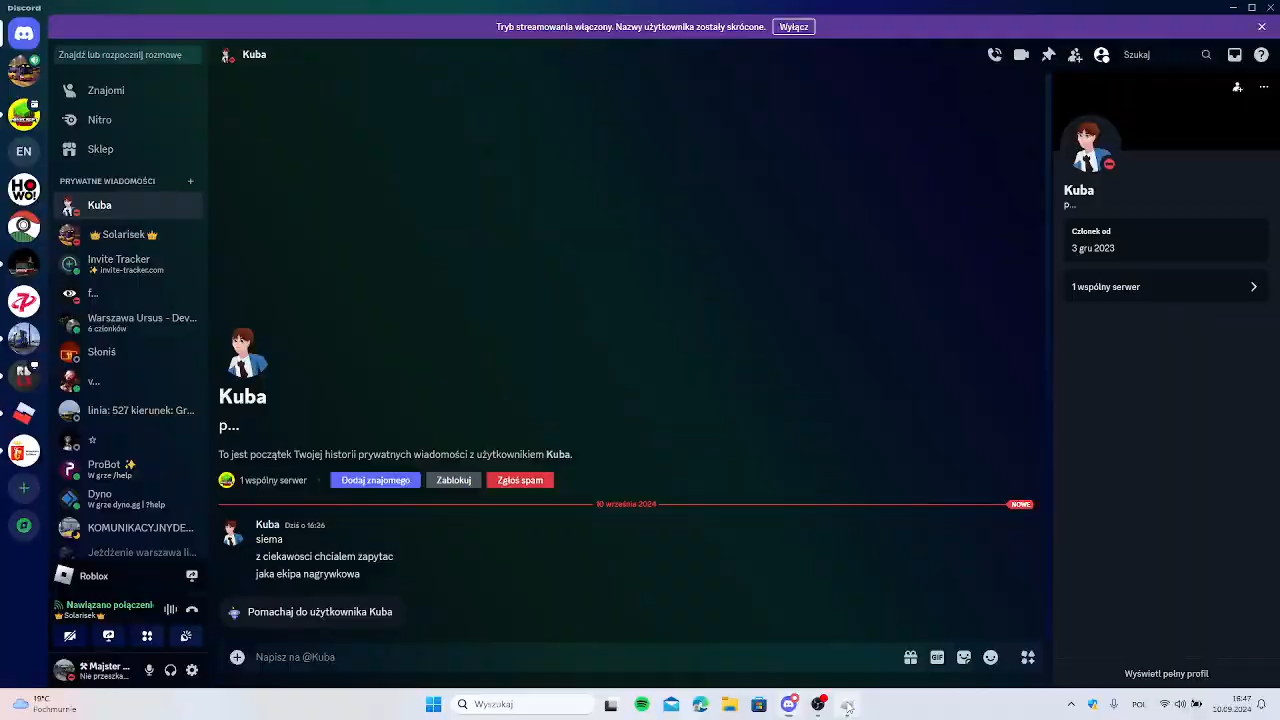 Discord
Tryb streamowania włączony. Nazwy użytkownika zostały skrócone.
Wyłącz
Znajdź lub rozpocznij rozmowę
Kuba
Szukaj
Znajomi
Nitro
Sklep
PRYWATNE WIADOMOŚCI
Kuba
Solarisek
Invite Tracker
invite-tracker.com
f...
Warszawa Ursus - Dev...
6 członków
Słoniś
v...
linia: 527 kierunek: Gr...
ProBot
W grze /help
Dyno
W grze dyno.gg | ?help
KOMUNIKACYJNYDE...
Jeżdżenie warszawa li...
Roblox
Nawiązano połączeni
Solarisek
Majster ...
Nie przeszka...
EN
HOWO!
Kuba
p...
To jest początek Twojej historii prywatnych wiadomości z użytkownikiem Kuba.
1 wspólny serwer
Dodaj znajomego
Zablokuj
Zgłoś spam
10 września 2024
NOWE
Kuba Dziś o 16:26
siema
z ciekawosci chcialem zapytac
jaka ekipa nagrywkowa
Pomachaj do użytkownika Kuba
Napisz na @Kuba
GIF
Kuba
p...
Członek od
3 gru 2023
1 wspólny serwer
Wyświetl pełny profil
19°C
Pochmurnie
Wyszukaj
16:47
10.09.2024